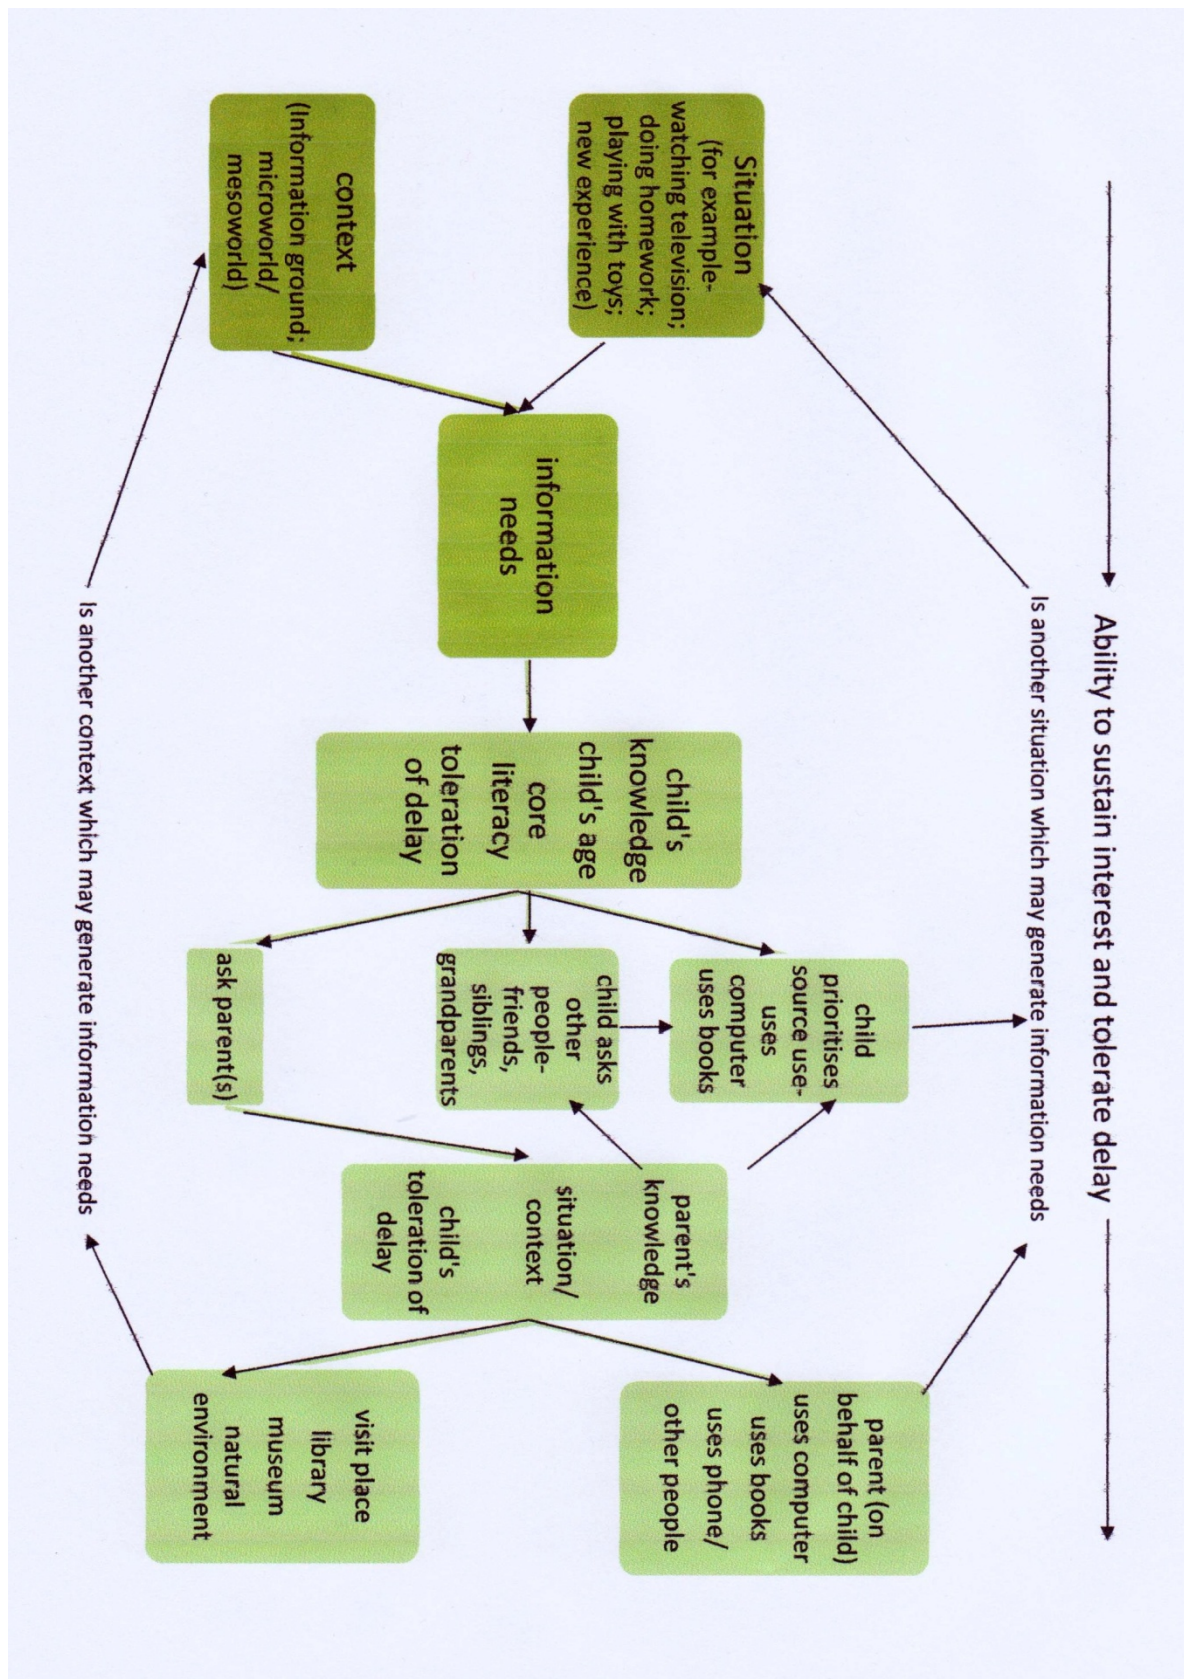 Ability to sustain interest and tolerate delay
Is another situation which may generate information needs
Situation
(for example-
watching television;
doing homework;
playing with toys;
new experience)
context
(Information ground;
microworld/
mesoworld)
information
needs
child's
knowledge
child's age
core
literacy
toleration
of delay
child
prioritises
source use-
uses
computer
uses books
child asks
other
people-
friends,
siblings,
grandparents
ask parent(s)
parent's
knowledge
situation/
context
child's
toleration of
delay
parent (on
behalf of child)
uses computer
uses books
uses phone/
other people
visit place
library
museum
natural
environment
Is another context which may generate information needs